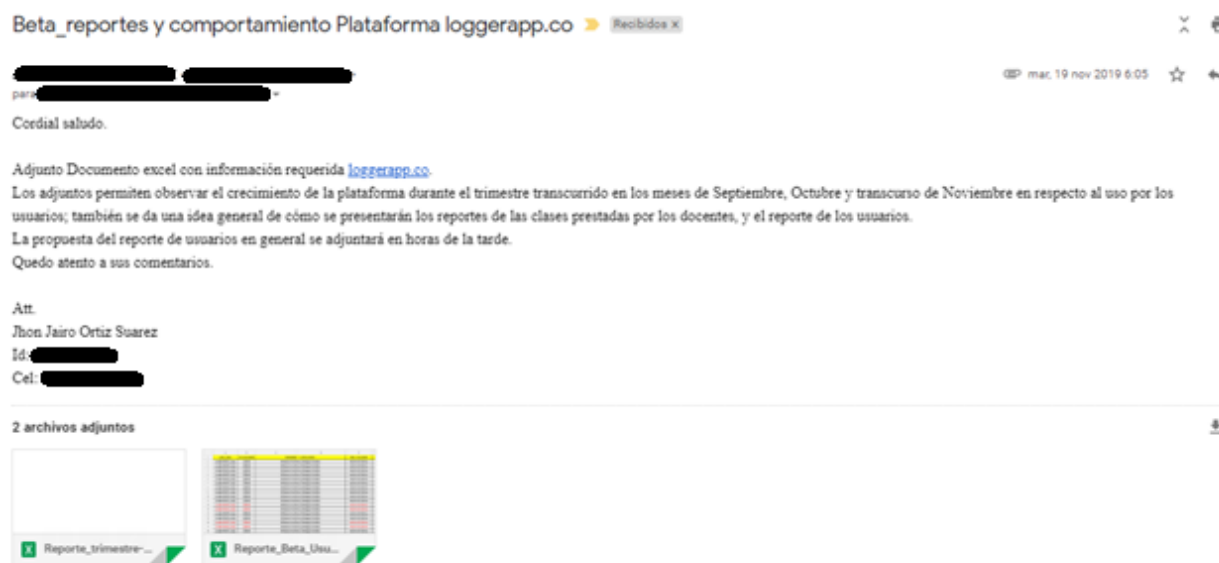 Beta_reportes y comportamiento Plataforma loggerapp.co Recibidos x
mar, 19 nov 2019 6:05
para
Cordial saludo.
Adjunto Documento excel con información requerida loggerapp.co.
Los adjuntos permiten observar el crecimiento de la plataforma durante el trimestre transcurrido en los meses de Septiembre, Octubre y transcurso de Noviembre en respecto al uso por los
usuarios; también se da una idea general de cómo se presentarán los reportes de las clases prestadas por los docentes, y el reporte de los usuarios.
La propuesta del reporte de usuarios en general se adjuntará en horas de la tarde.
Quedo atento a sus comentarios.
Att.
Jhon Jairo Ortiz Suarez
Id:
Cel:
2 archivos adjuntos
Reporte_trimestre-... Reporte_Beta_Usu...